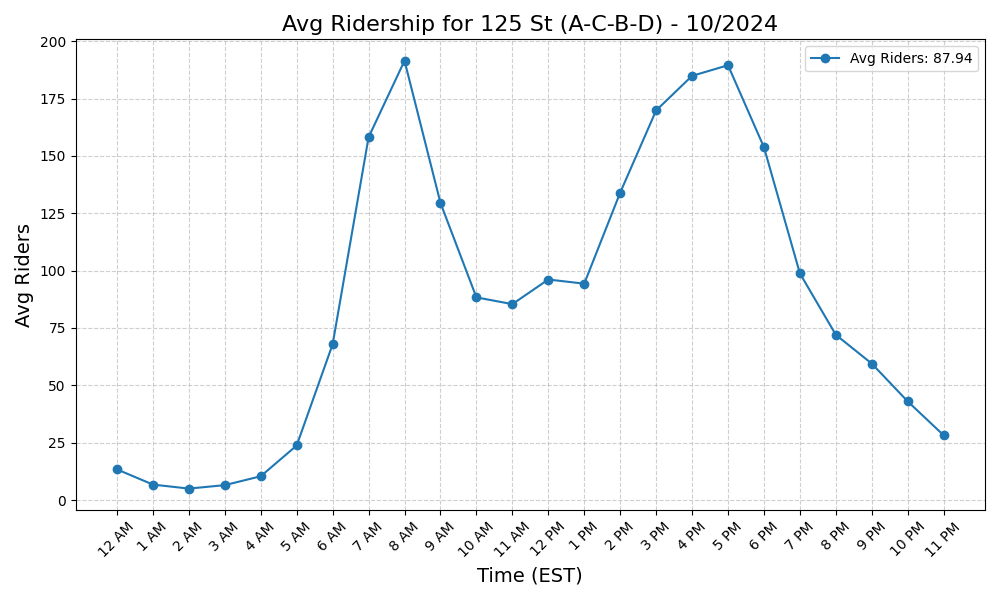 Avg Ridership for 125 St (A-C-B-D) - 10/2024
Avg Riders: 87.94
200
175
150
125
100
75
50
25
0
Avg Riders
12 AM
1 AM
2 AM
3 AM
4 AM
5 AM
6 AM
7 AM
8 AM
9 AM
10 AM
11 AM
12 PM
1 PM
2 PM
3 PM
4 PM
5 PM
6 PM
7 PM
8 PM
9 PM
10 PM
11 PM
Time (EST)